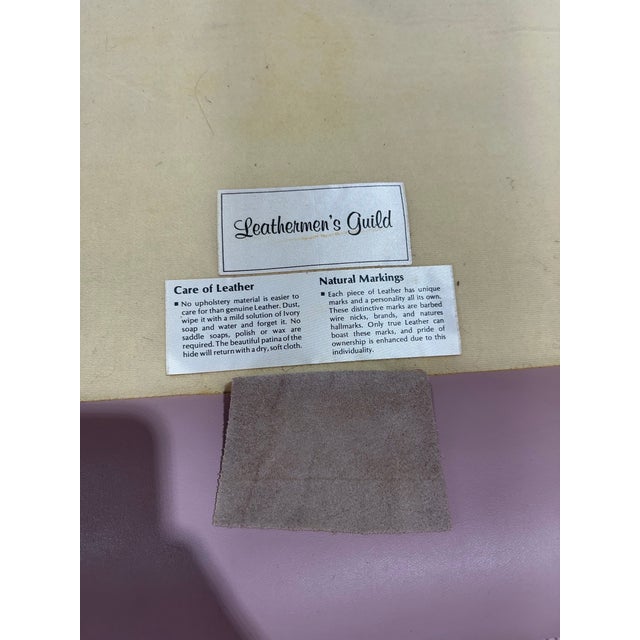 Leathermen's Guild
Care of Leather
■ No upholstery material is easier to
care for than genuine Leather. Dust,
wipe it with a mild solution of Ivory
soap and water and forget it. No
saddle soaps, polish or wax are
required. The beautiful patina of the
hide will return with a dry, soft cloth.
Natural Markings
■ Each piece of Leather has unique
marks and a personality all its own.
These distinctive marks are barbed
wire nicks, brands, and natures
hallmarks. Only true Leather can
boast these marks, and pride of
ownership is enhanced due to this
individuality.